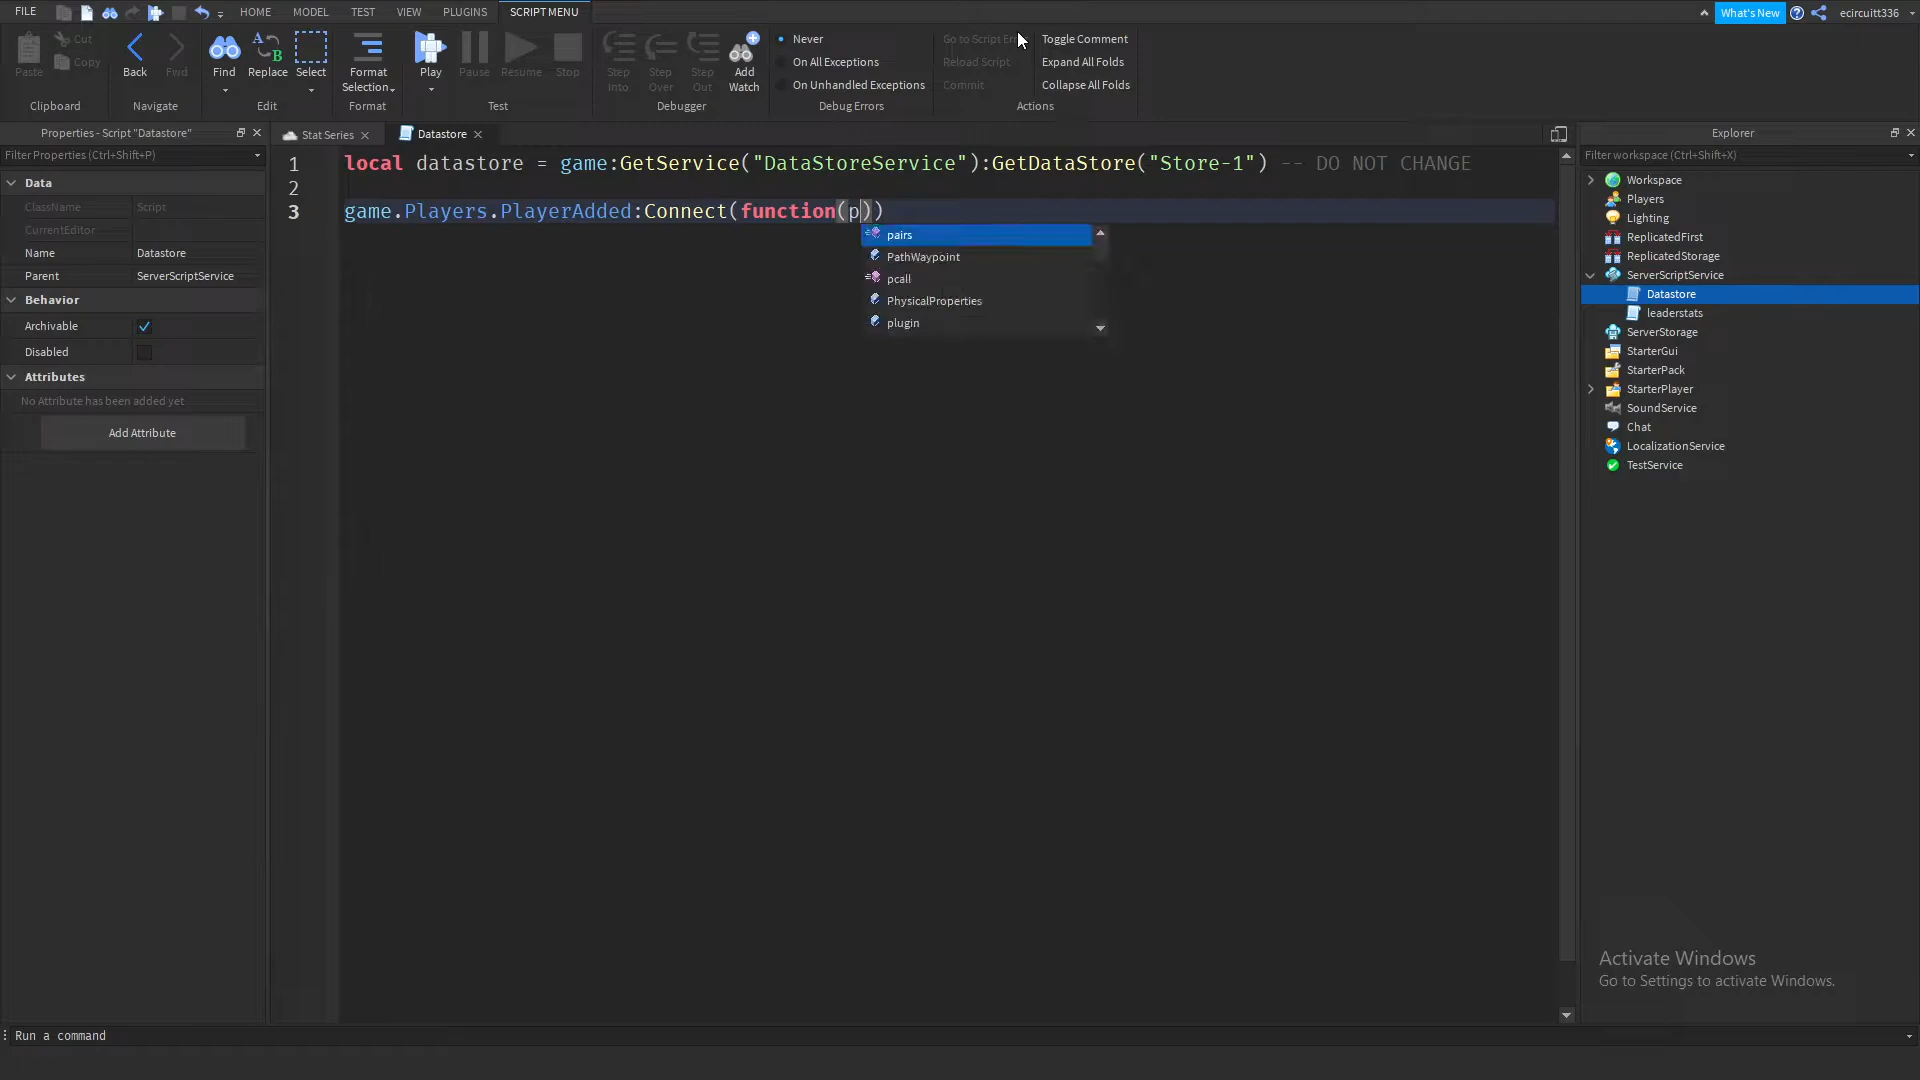 FILE HOME MODEL TEST VIEW PLUGINS SCRIPT MENU What's New ecircuitt336
Paste Cut Copy
Clipboard
Back Fwd
Navigate
Find Replace Select
Edit
Format Selection
Format
Play Pause Resume Stop
Test
Step Into Step Over Step Out Add Watch
Debugger
Never
On All Exceptions
On Unhandled Exceptions
Debug Errors
Go to Script
Reload Script
Commit
Toggle Comment
Expand All Folds
Collapse All Folds
Actions
Properties - Script "Datastore"
Filter Properties (Ctrl+Shift+P)
Data
ClassName Script
CurrentEditor
Name Datastore
Parent ServerScriptService
Behavior
Archivable
Disabled
Attributes
No Attribute has been added yet
Add Attribute
Stat Series Datastore
1 local datastore = game:GetService("DataStoreService"):GetDataStore("Store-1") -- DO NOT CHANGE
2
3 game.Players.PlayerAdded:Connect(function(p))
pairs
PathWaypoint
pcall
PhysicalProperties
plugin
Explorer
Filter workspace (Ctrl+Shift+X)
Workspace
Players
Lighting
ReplicatedFirst
ReplicatedStorage
ServerScriptService
Datastore
leaderstats
ServerStorage
StarterGui
StarterPack
StarterPlayer
SoundService
Chat
LocalizationService
TestService
Activate Windows
Go to Settings to activate Windows.
Run a command